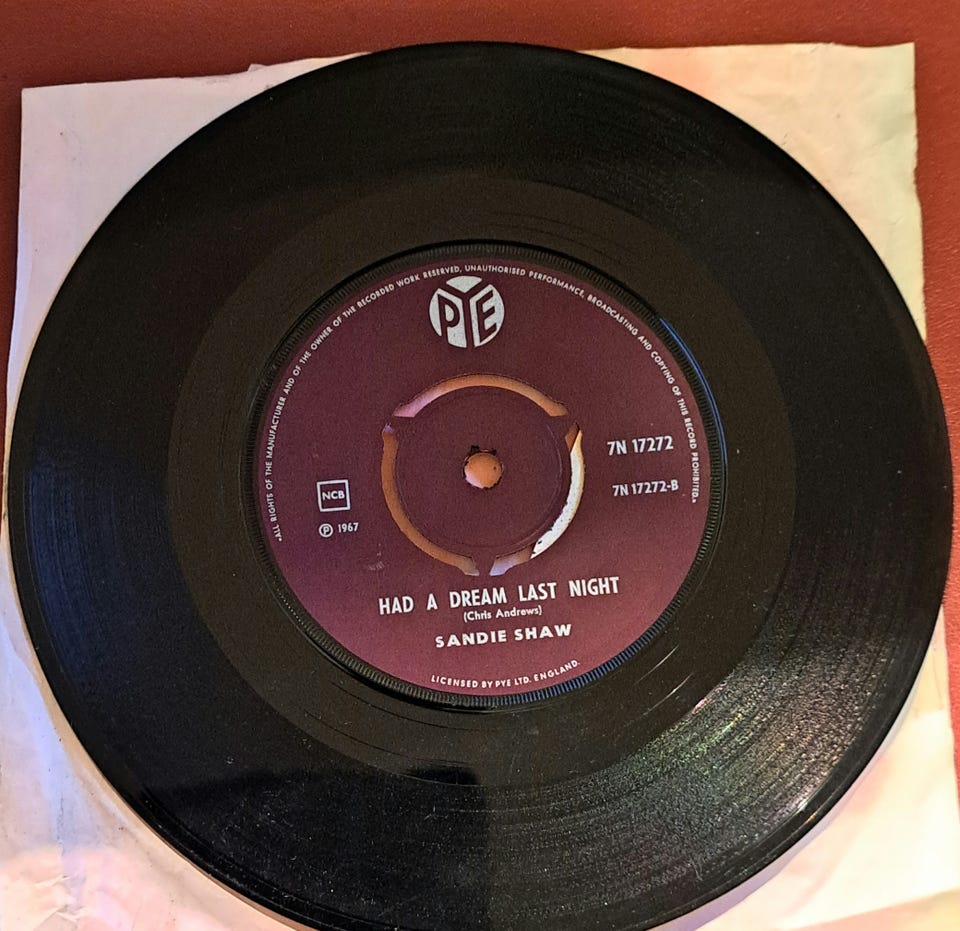 "ALL RIGHTS OF THE MANUFACTURER AND OF THE OWNER OF THE RECORDED WORK RESERVED, UNAUTHORISED PERFORMANCE, BROADCASTING AND COPYING OF THIS RECORD PROHIBITED."
PYE
7N 17272
NCB
7N 17272-B
Ⓟ 1967
HAD A DREAM LAST NIGHT
(Chris Andrews)
SANDIE SHAW
LICENSED BY PYE LTD. ENGLAND.